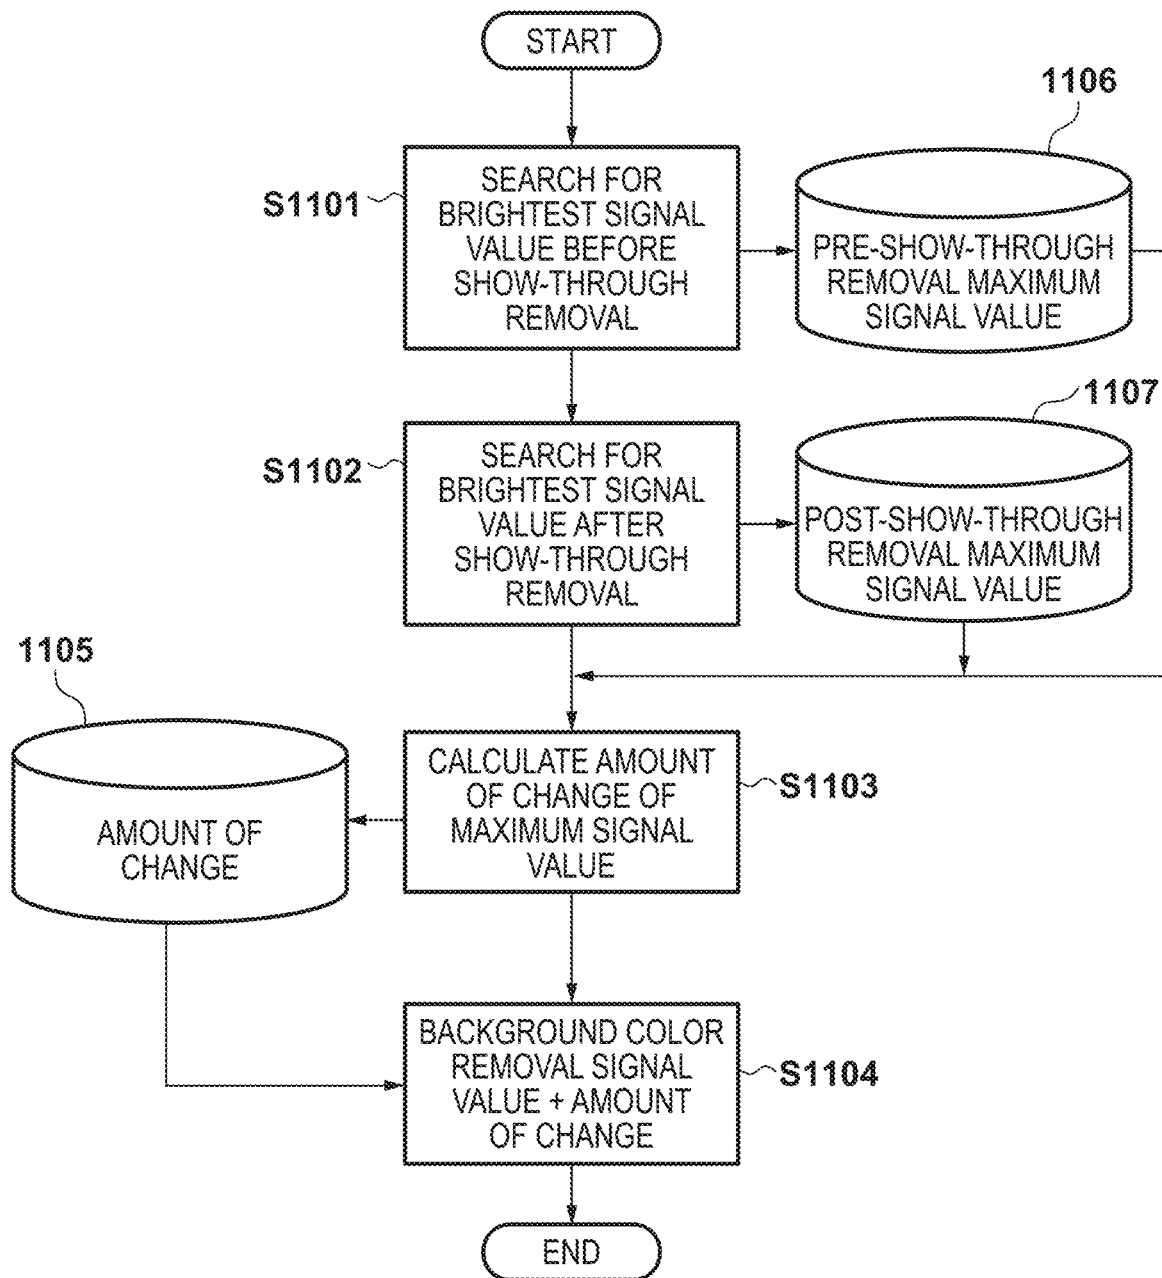 START
1106
S1101
SEARCH FOR
BRIGHTEST SIGNAL
VALUE BEFORE
SHOW-THROUGH
REMOVAL
PRE-SHOW-THROUGH
REMOVAL MAXIMUM
SIGNAL VALUE
1107
S1102
SEARCH FOR
BRIGHTEST SIGNAL
VALUE AFTER
SHOW-THROUGH
REMOVAL
POST-SHOW-THROUGH
REMOVAL MAXIMUM
SIGNAL VALUE
1105
AMOUNT OF
CHANGE
CALCULATE AMOUNT
OF CHANGE OF
MAXIMUM SIGNAL
VALUE
S1103
BACKGROUND COLOR
REMOVAL SIGNAL
VALUE + AMOUNT
OF CHANGE
S1104
END